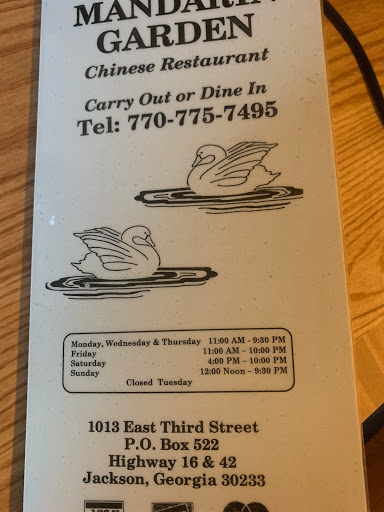 MANDARIN
GARDEN
Chinese Restaurant
Carry Out or Dine In
Tel: 770-775-7495
Monday, Wednesday & Thursday 11:00 AM - 9:30 PM
Friday 11:00 AM - 10:00 PM
Saturday 4:00 PM - 10:00 PM
Sunday 12:00 Noon - 9:30 PM
Closed Tuesday
1013 East Third Street
P.O. Box 522
Highway 16 & 42
Jackson, Georgia 30233